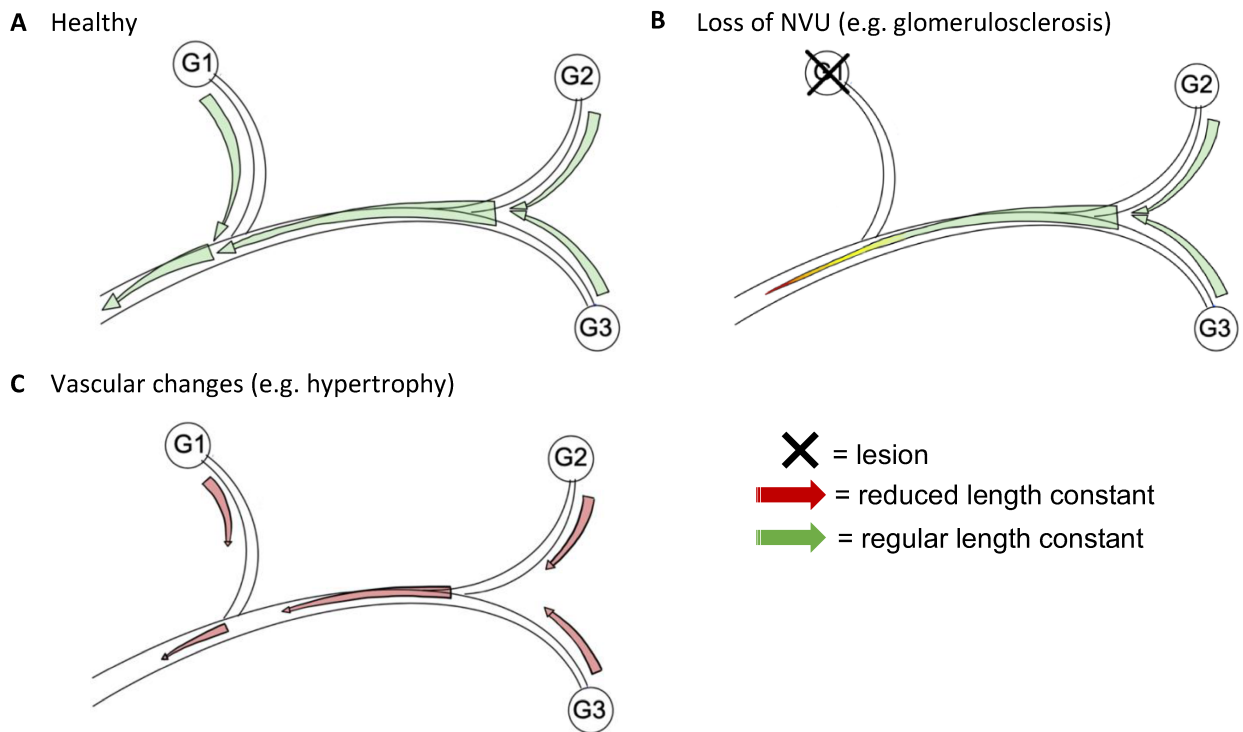 A Healthy
G1
G2
G3
B Loss of NVU (e.g. glomerulosclerosis)
G1
G2
G3
C Vascular changes (e.g. hypertrophy)
G1
G2
G3
= lesion
= reduced length constant
= regular length constant